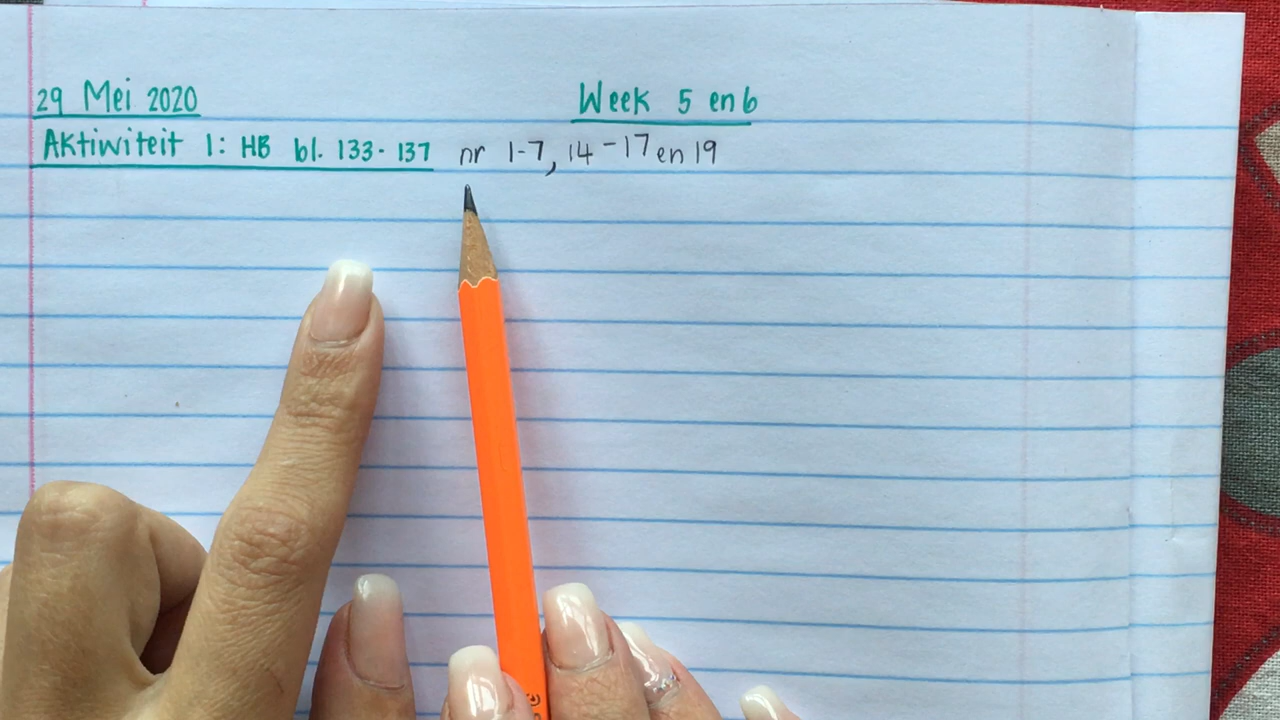 29 Mei 2020 Week 5 en 6
Aktiwiteit 1: HB bl. 133-137 nr 1-7, 14-17 en 19